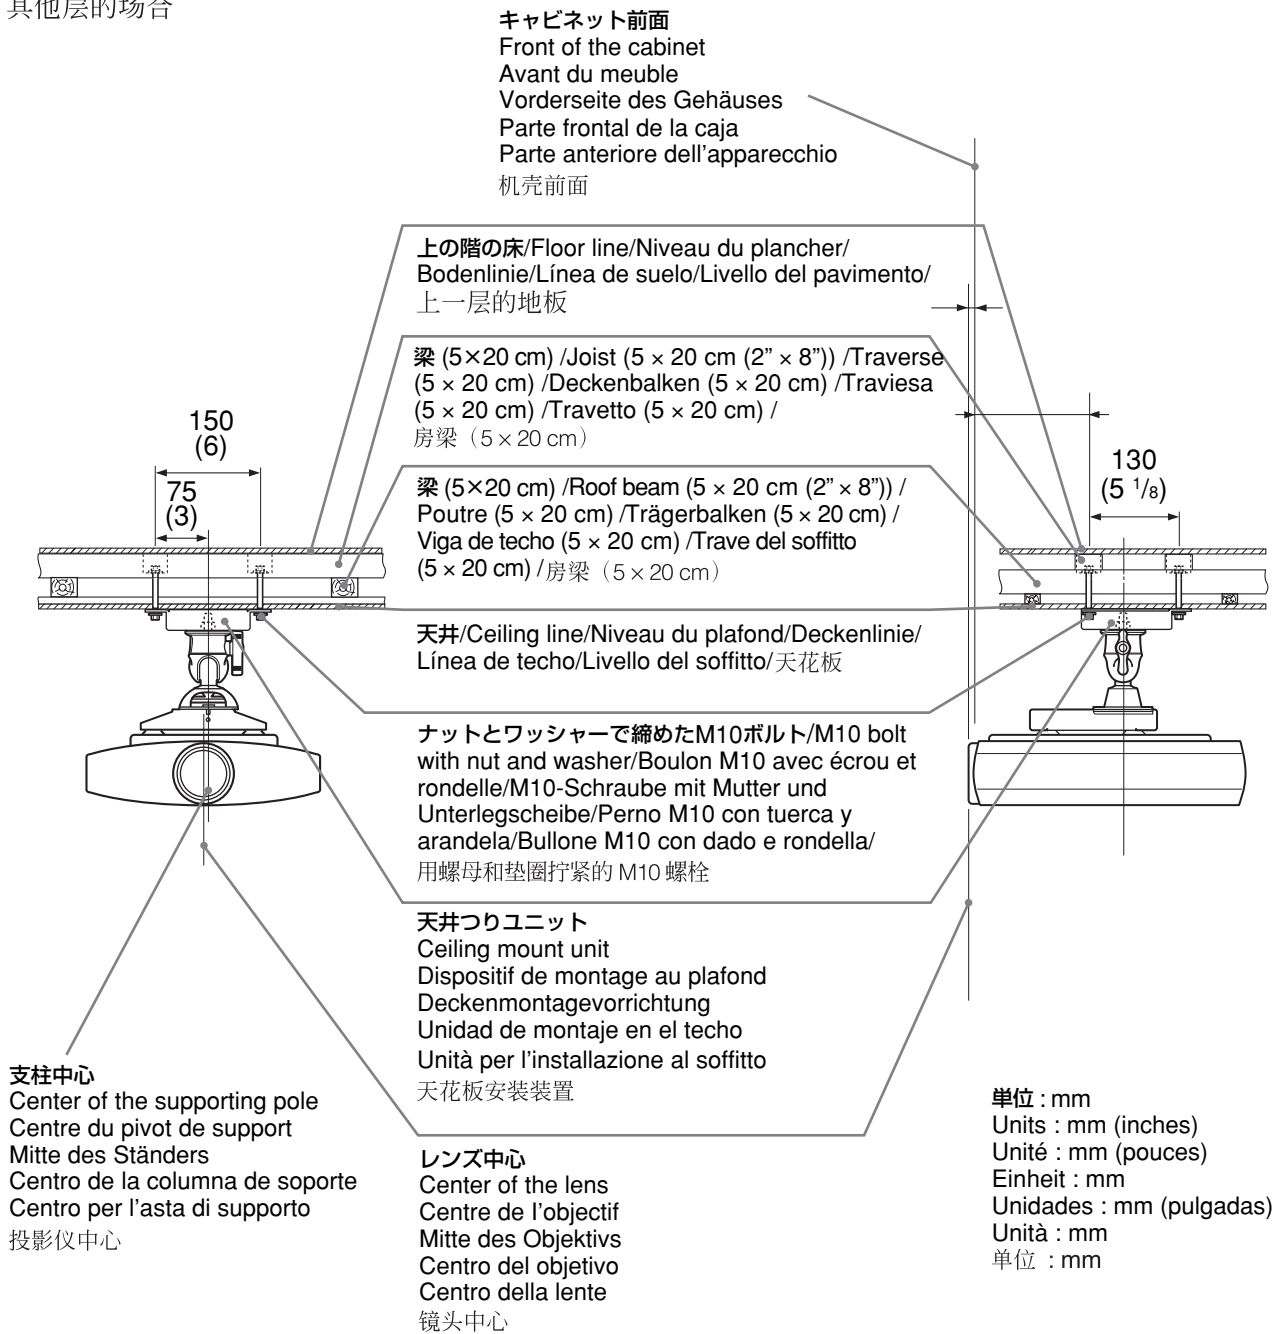 其他层的场合
キャビネット前面
Front of the cabinet
Avant du meuble
Vorderseite des Gehäuses
Parte frontal de la caja
Parte anteriore dell'apparecchio
机壳前面
上の階の床/Floor line/Niveau du plancher/
Bodenlinie/Línea de suelo/Livello del pavimento/
上一层的地板
梁 (5×20 cm) /Joist (5 × 20 cm (2” × 8”)) /Traverse
(5 × 20 cm) /Deckenbalken (5 × 20 cm) /Traviesa
(5 × 20 cm) /Travetto (5 × 20 cm) /
房梁（5 × 20 cm）
150
(6)
75
(3)
130
(5 1/8)
梁 (5×20 cm) /Roof beam (5 × 20 cm (2” × 8”)) /
Poutre (5 × 20 cm) /Trägerbalken (5 × 20 cm) /
Viga de techo (5 × 20 cm) /Trave del soffitto
(5 × 20 cm) /房梁（5 × 20 cm）
天井/Ceiling line/Niveau du plafond/Deckenlinie/
Línea de techo/Livello del soffitto/天花板
ナットとワッシャーで締めたM10ボルト/M10 bolt
with nut and washer/Boulon M10 avec écrou et
rondelle/M10-Schraube mit Mutter und
Unterlegscheibe/Perno M10 con tuerca y
arandela/Bullone M10 con dado e rondella/
用螺母和垫圈拧紧的 M10 螺栓
天井つりユニット
Ceiling mount unit
Dispositif de montage au plafond
Deckenmontagevorrichtung
Unidad de montaje en el techo
Unità per l'installazione al soffitto
天花板安装装置
支柱中心
Center of the supporting pole
Centre du pivot de support
Mitte des Ständers
Centro de la columna de soporte
Centro per l'asta di supporto
投影仪中心
レンズ中心
Center of the lens
Centre de I'objectif
Mitte des Objektivs
Centro del objetivo
Centro della lente
镜头中心
単位 : mm
Units : mm (inches)
Unité : mm (pouces)
Einheit : mm
Unidades : mm (pulgadas)
Unità : mm
单位 : mm